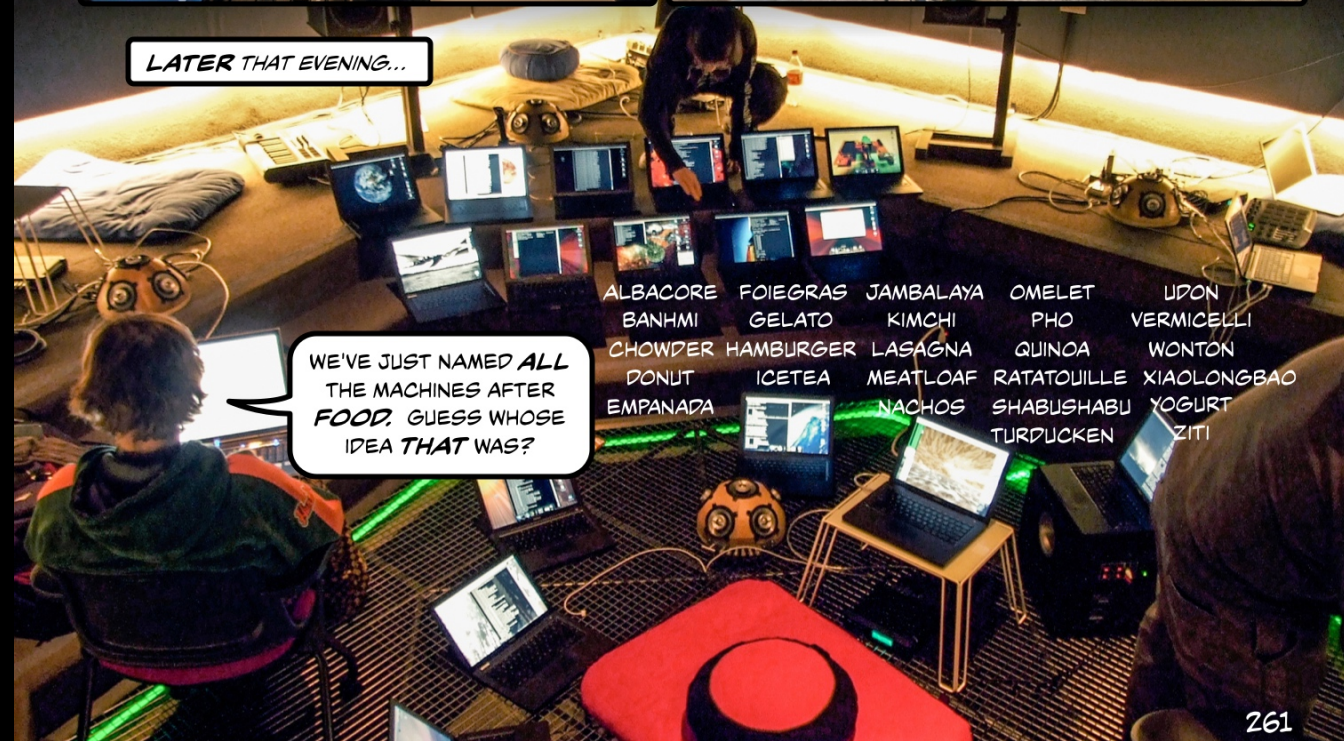 LATER THAT EVENING...
WE'VE JUST NAMED ALL
THE MACHINES AFTER
FOOD. GUESS WHOSE
IDEA THAT WAS?
ALBACORE
BANHMI
CHOWDER
DONUT
EMPANADA
FOIEGRAS
GELATO
HAMBURGER
ICETEA
JAMBALAYA
KIMCHI
LASAGNA
MEATLOAF
NACHOS
OMELET
PHO
QUINOA
RATATOUILLE
SHABUSHABU
TURDUCKEN
UDON
VERMICELLI
WONTON
XIAOLONGBAO
YOGURT
ZITI
261